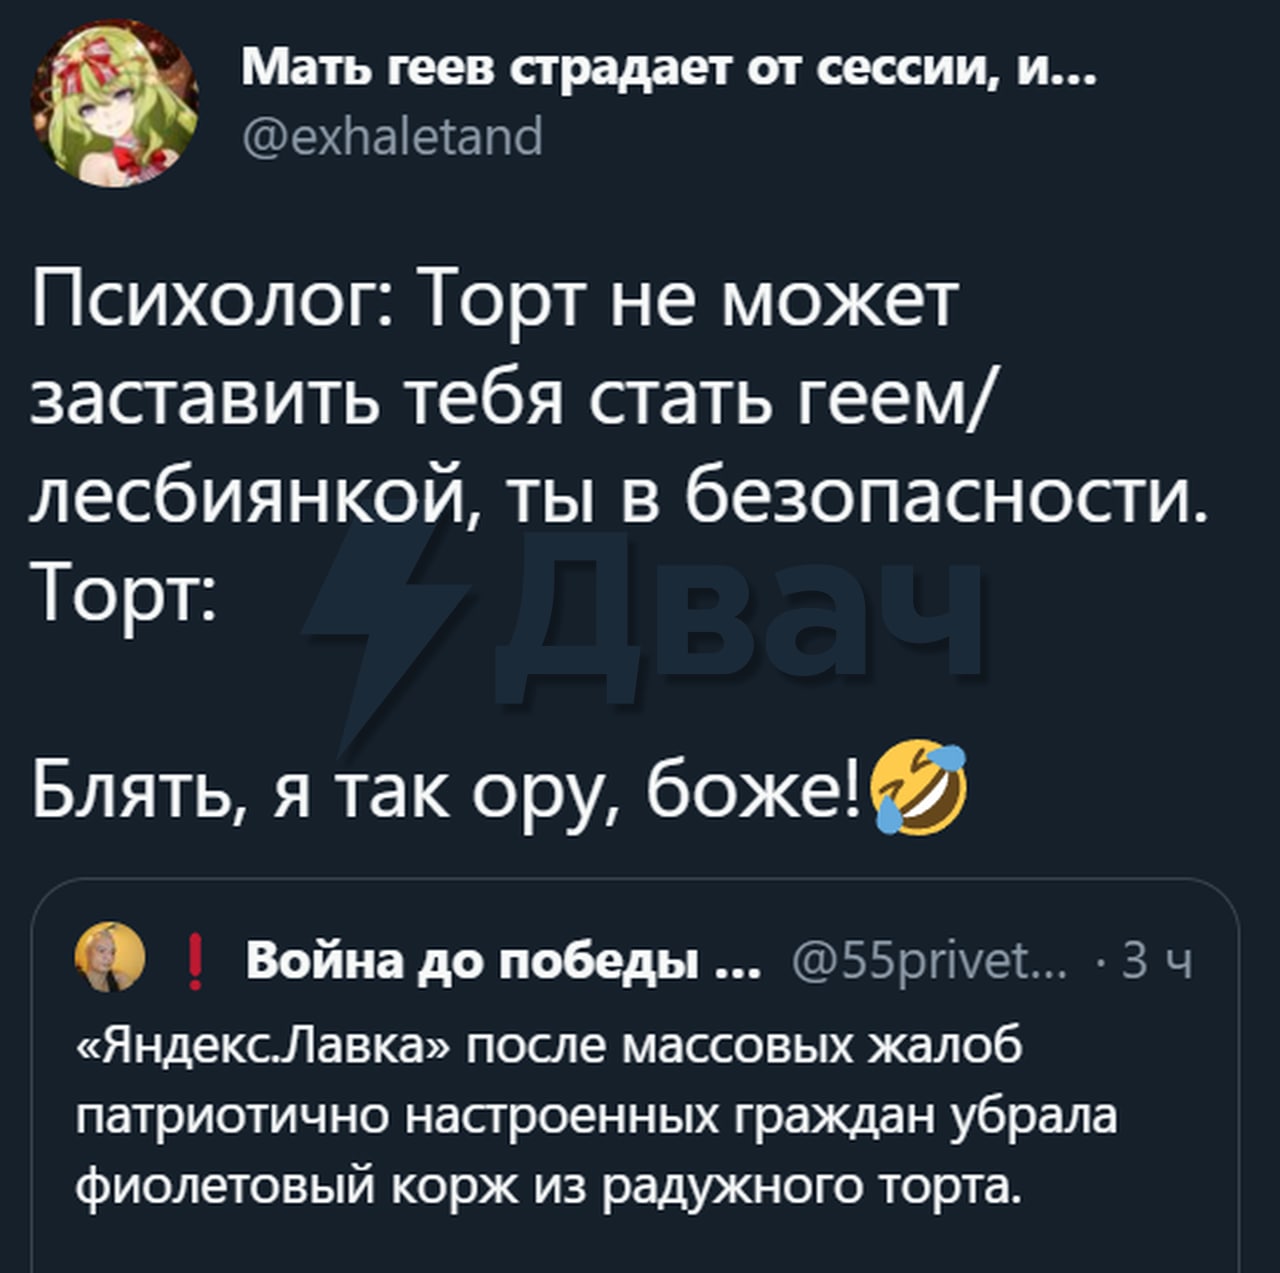 Мать геев страдает от сессии, и...
@exhaletand
Психолог: Торт не может
заставить тебя стать геем/
лесбиянкой, ты в безопасности.
Торт:
Двач
Блять, я так ору, боже!🤣
❗ Война до победы ... @55privet... · 3 ч
«Яндекс.Лавка» после массовых жалоб
патриотично настроенных граждан убрала
фиолетовый корж из радужного торта.